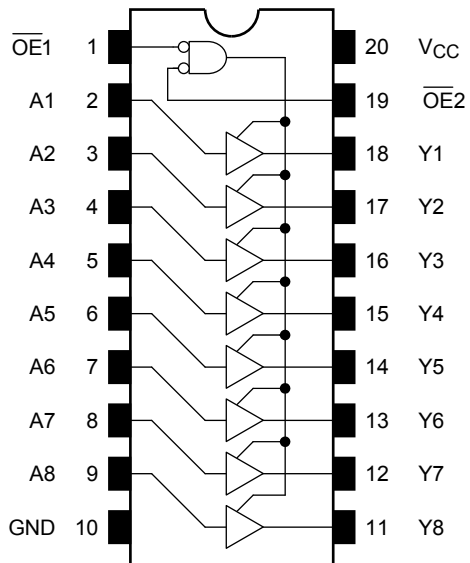 O̅E̅1 1 20 VCC
A1 2 19 O̅E̅2
A2 3 18 Y1
A3 4 17 Y2
A4 5 16 Y3
A5 6 15 Y4
A6 7 14 Y5
A7 8 13 Y6
A8 9 12 Y7
GND 10 11 Y8